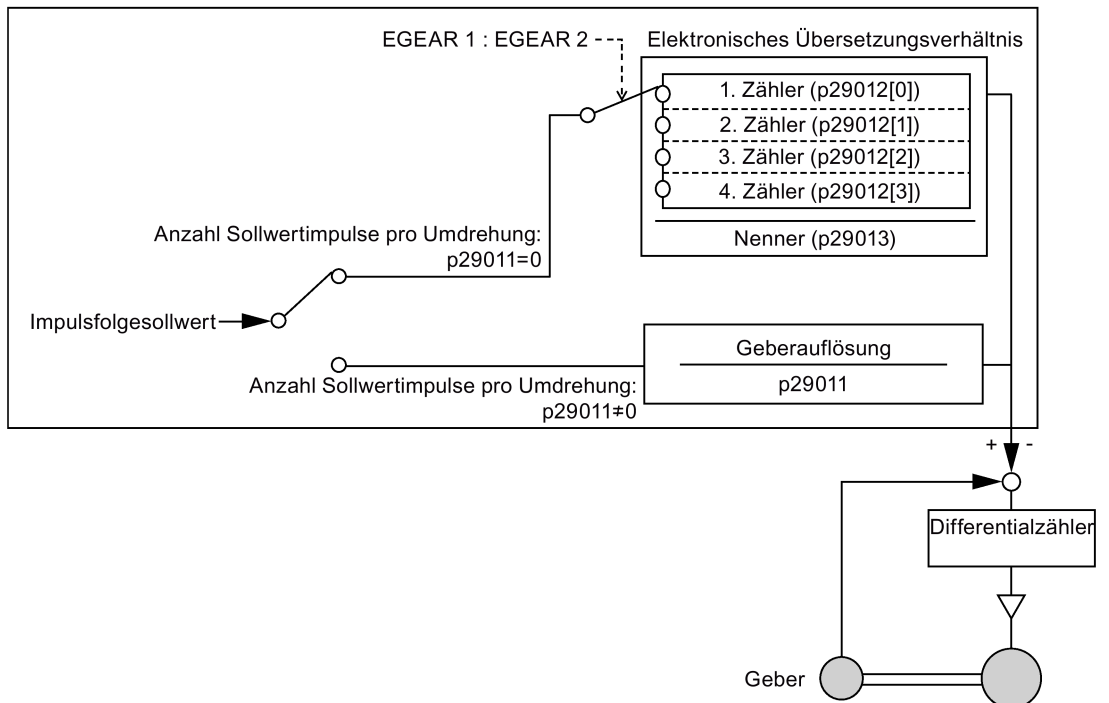 EGEAR 1 : EGEAR 2
Elektronisches Übersetzungsverhältnis
1. Zähler (p29012[0])
2. Zähler (p29012[1])
3. Zähler (p29012[2])
4. Zähler (p29012[3])
Nenner (p29013)
Anzahl Sollwertimpulse pro Umdrehung:
p29011=0
Impulsfolgesollwert
Geberauflösung
p29011
Anzahl Sollwertimpulse pro Umdrehung:
p29011≠0
+ -
Differentialzähler
Geber